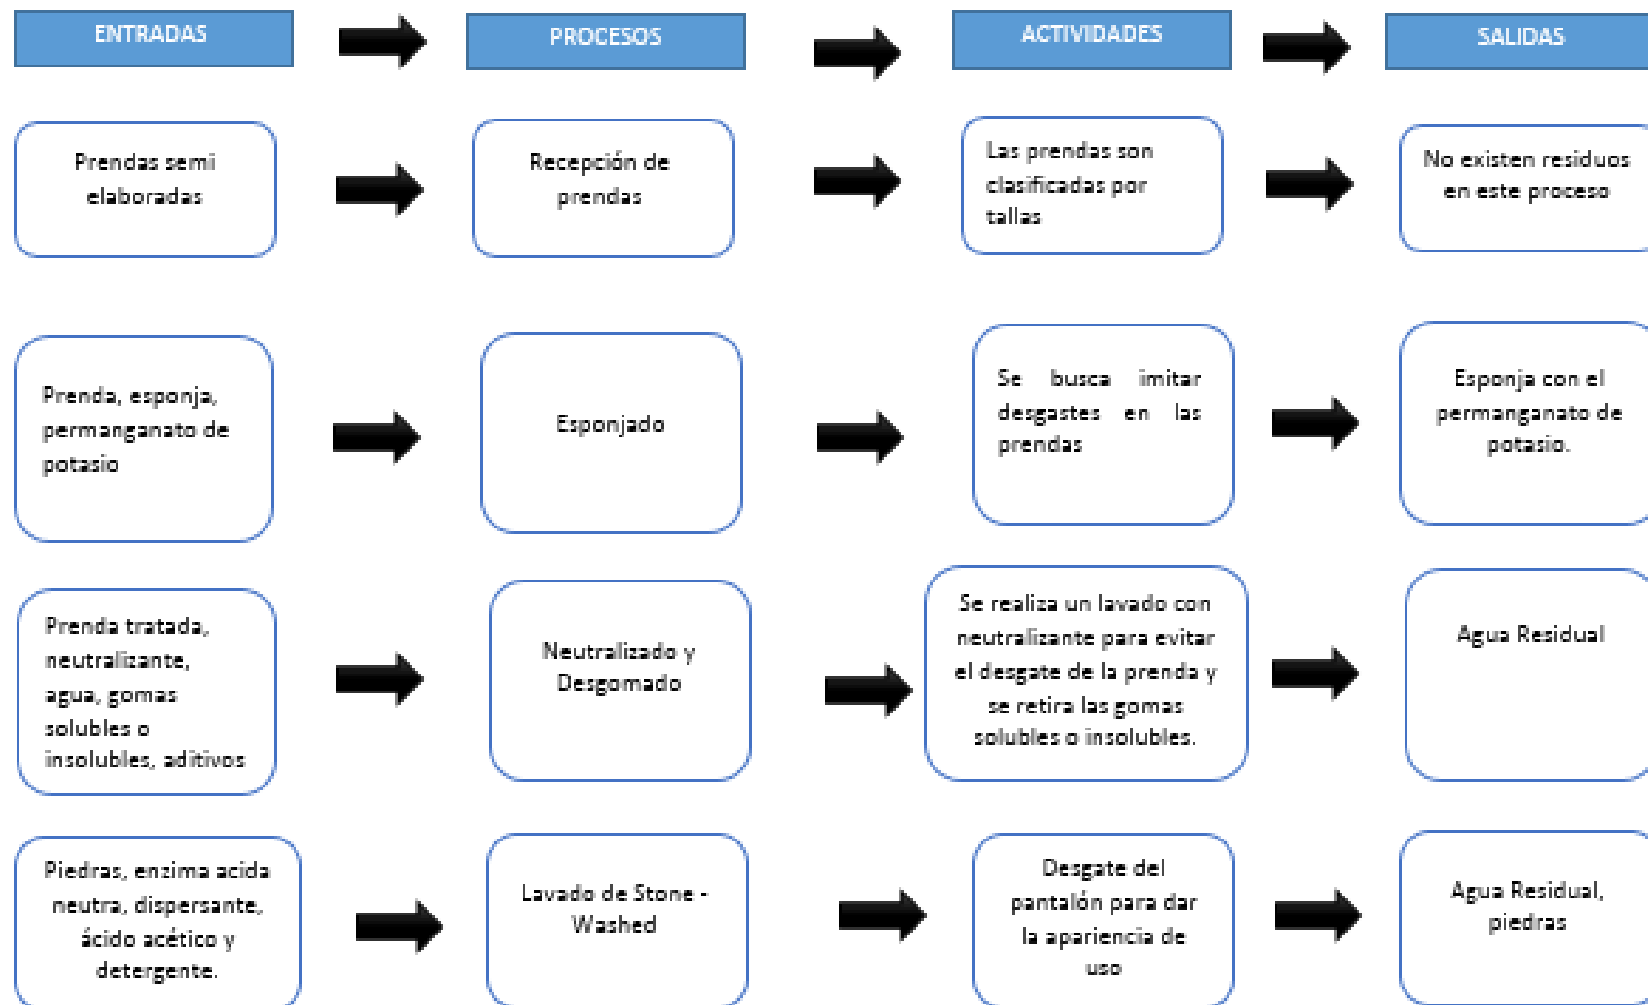 ENTRADAS
PROCESOS
ACTIVIDADES
SALIDAS
Prendas semi
elaboradas
Recepción de
prendas
Las prendas son
clasificadas por
tallas
No existen residuos
en este proceso
Prenda, esponja,
permanganato de
potasio
Esponjado
Se busca imitar
desgastes en las
prendas
Esponja con el
permanganato de
potasio.
Prenda tratada,
neutralizante,
agua, gomas
solubles o
insolubles, aditivos
Neutralizado y
Desgomado
Se realiza un lavado con
neutralizante para evitar
el desgate de la prenda y
se retira las gomas
solubles o insolubles.
Agua Residual
Piedras, enzima acida
neutra, dispersante,
ácido acético y
detergente.
Lavado de Stone -
Washed
Desgate del
pantalón para dar
la apariencia de
uso
Agua Residual,
piedras